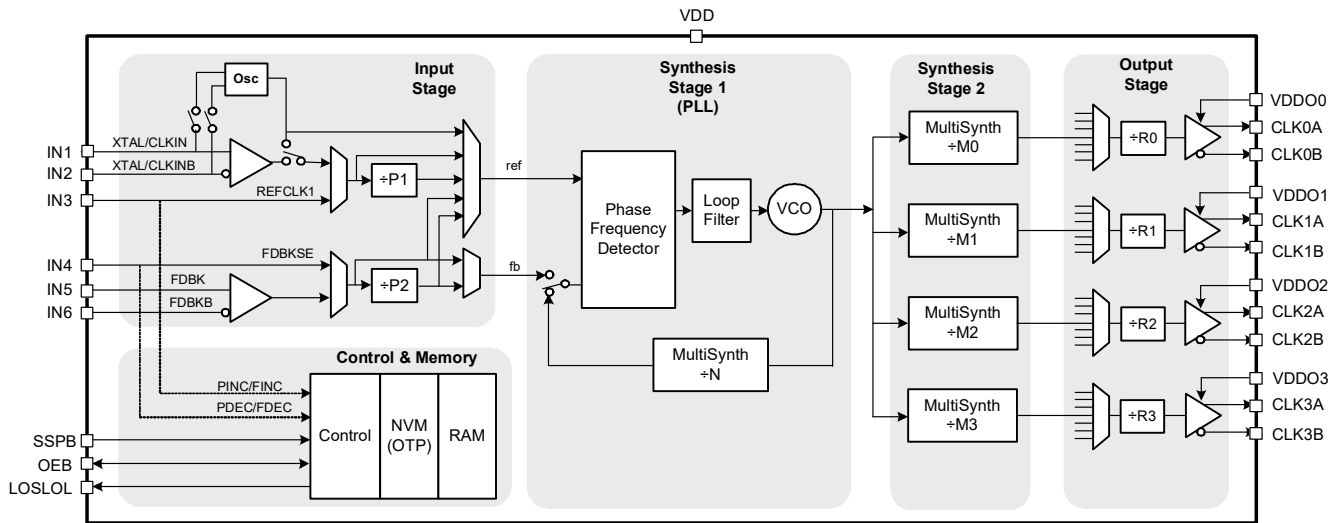 VDD
Input
Stage
Osc
XTAL/CLKIN
XTAL/CLKINB
REFCLK1
÷P1
IN1
IN2
IN3
FDBKSE
FDBK
FDBKB
÷P2
IN4
IN5
IN6
ref
fb
Synthesis
Stage 1
(PLL)
Phase
Frequency
Detector
Loop
Filter
VCO
MultiSynth
÷N
Synthesis
Stage 2
MultiSynth
÷M0
MultiSynth
÷M1
MultiSynth
÷M2
MultiSynth
÷M3
Output
Stage
÷R0
÷R1
÷R2
÷R3
VDDO0
CLK0A
CLK0B
VDDO1
CLK1A
CLK1B
VDDO2
CLK2A
CLK2B
VDDO3
CLK3A
CLK3B
Control & Memory
PINC/FINC
PDEC/FDEC
Control
NVM
(OTP)
RAM
SSPB
OEB
LOSLOL